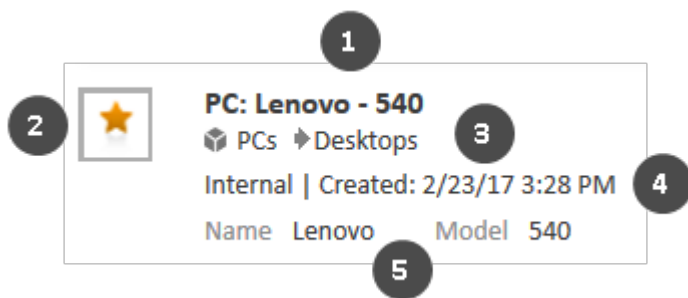 1
2
PC: Lenovo - 540
PCs Desktops
3
Internal | Created: 2/23/17 3:28 PM
4
Name Lenovo Model 540
5